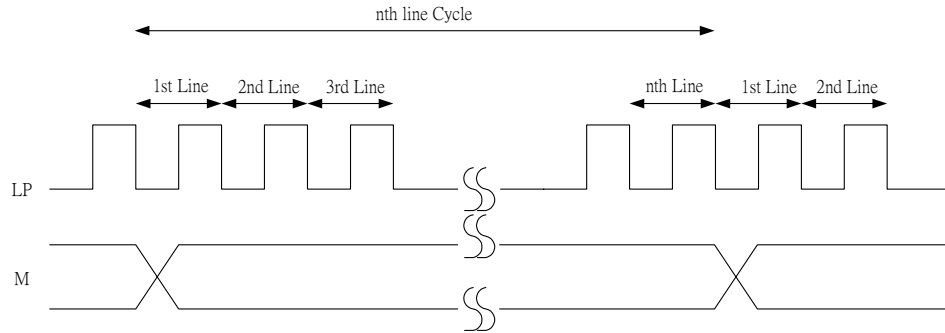 nth line Cycle
1st Line 2nd Line 3rd Line nth Line 1st Line 2nd Line
LP
M